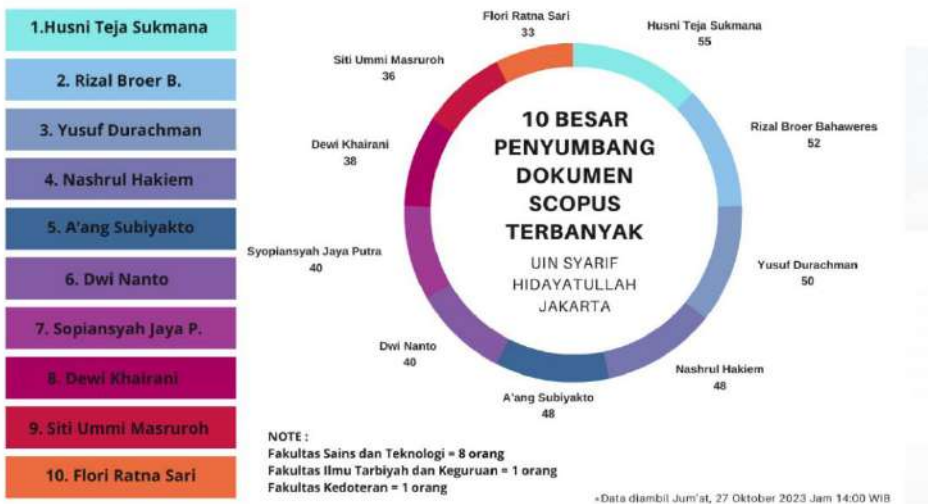 1.Husni Teja Sukmana
2. Rizal Broer B.
3. Yusuf Durachman
4. Nashrul Hakiem
5. A'ang Subiyakto
6. Dwi Nanto
7. Sopiansyah Jaya P.
8. Dewi Khairani
9. Siti Ummi Masruroh
10. Flori Ratna Sari
Flori Ratna Sari
33
Husni Teja Sukmana
55
Siti Ummi Masruroh
36
Rizal Broer Bahaweres
52
Dewi Khairani
38
Syopiansyah Jaya Putra
40
Yusuf Durachman
50
Dwi Nanto
40
Nashrul Hakiem
48
A'ang Subiyakto
48
10 BESAR
PENYUMBANG
DOKUMEN
SCOPUS
TERBANYAK
UIN SYARIF
HIDAYATULLAH
JAKARTA
NOTE :
Fakultas Sains dan Teknologi = 8 orang
Fakultas Ilmu Tarbiyah dan Keguruan = 1 orang
Fakultas Kedoteran = 1 orang
*Data diambil Jum'at, 27 Oktober 2023 Jam 14:00 WIB